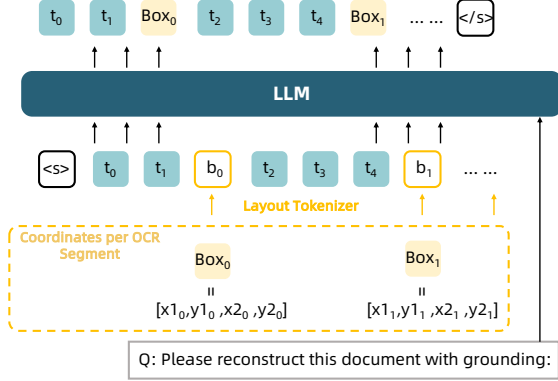 t₀ t₁ Box₀ t₂ t₃ t₄ Box₁ ... ... </s>
LLM
<s> t₀ t₁ b₀ t₂ t₃ t₄ b₁ ... ...
Layout Tokenizer
Coordinates per OCR
Segment
Box₀ Box₁
= =
[x1₀,y1₀ ,x2₀ ,y2₀] [x1₁,y1₁ ,x2₁ ,y2₁]
Q: Please reconstruct this document with grounding: